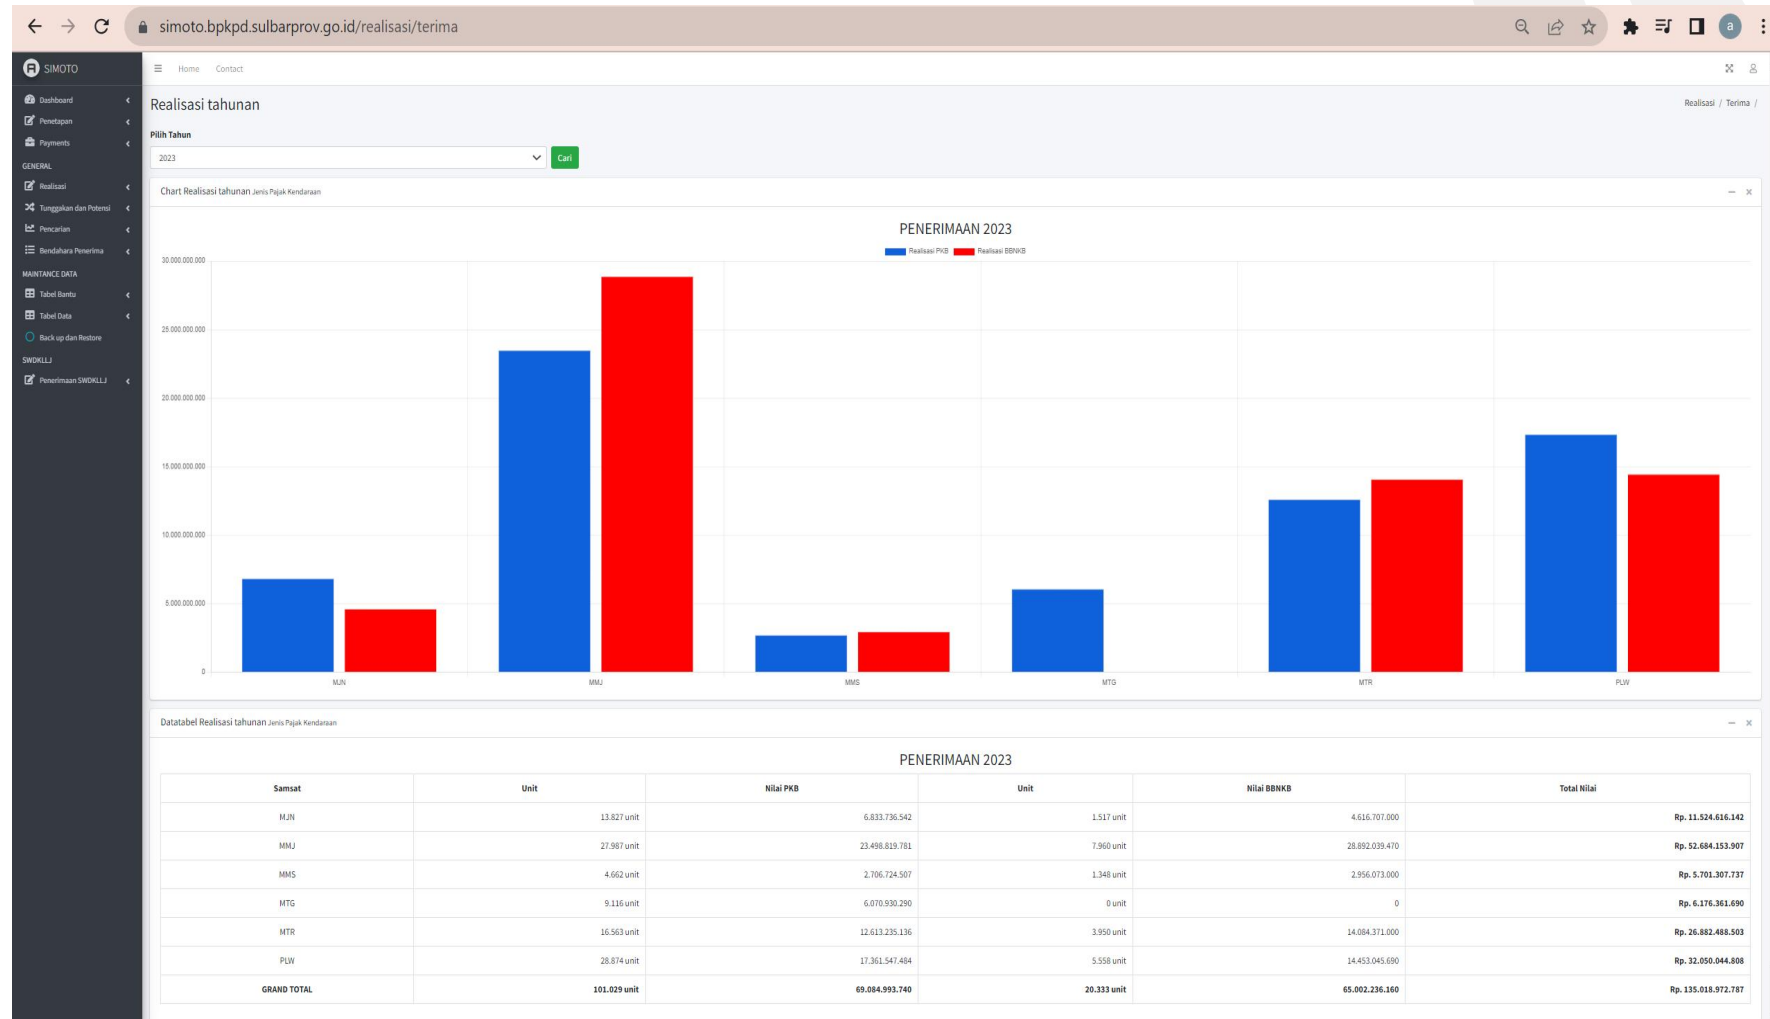 simoto.bpkpd.sulbarprov.go.id/realisasi/terima
a
SIMOTO
Home Contact
Dashboard
Penetapan
Payments
GENERAL
Realisasi
Tunggakan dan Potensi
Pencarian
Bendahara Penerima
MAINTANCE DATA
Tabel Bantu
Tabel Data
Back up dan Restore
SWDKLLJ
Penerimaan SWDKLLJ
Realisasi tahunan
Realisasi / Terima /
Pilih Tahun
2023
Cari
Chart Realisasi tahunan Jenis Pajak Kendaraan
PENERIMAAN 2023
Realisasi PKB Realisasi BBNKB
30.000.000.000
25.000.000.000
20.000.000.000
15.000.000.000
10.000.000.000
5.000.000.000
0
MJN MMJ MMS MTG MTR PLW
Datatabel Realisasi tahunan Jenis Pajak Kendaraan
PENERIMAAN 2023
Samsat Unit Nilai PKB Unit Nilai BBNKB Total Nilai
MJN 13.827 unit 6.833.736.542 1.517 unit 4.616.707.000 Rp. 11.524.616.142
MMJ 27.987 unit 23.498.819.781 7.960 unit 28.892.039.470 Rp. 52.684.153.907
MMS 4.662 unit 2.706.724.507 1.348 unit 2.956.073.000 Rp. 5.701.307.737
MTG 9.116 unit 6.070.930.290 0 unit 0 Rp. 6.176.361.690
MTR 16.563 unit 12.613.235.136 3.950 unit 14.084.371.000 Rp. 26.882.488.503
PLW 28.874 unit 17.361.547.484 5.558 unit 14.453.045.690 Rp. 32.050.044.808
GRAND TOTAL 101.029 unit 69.084.993.740 20.333 unit 65.002.236.160 Rp. 135.018.972.787